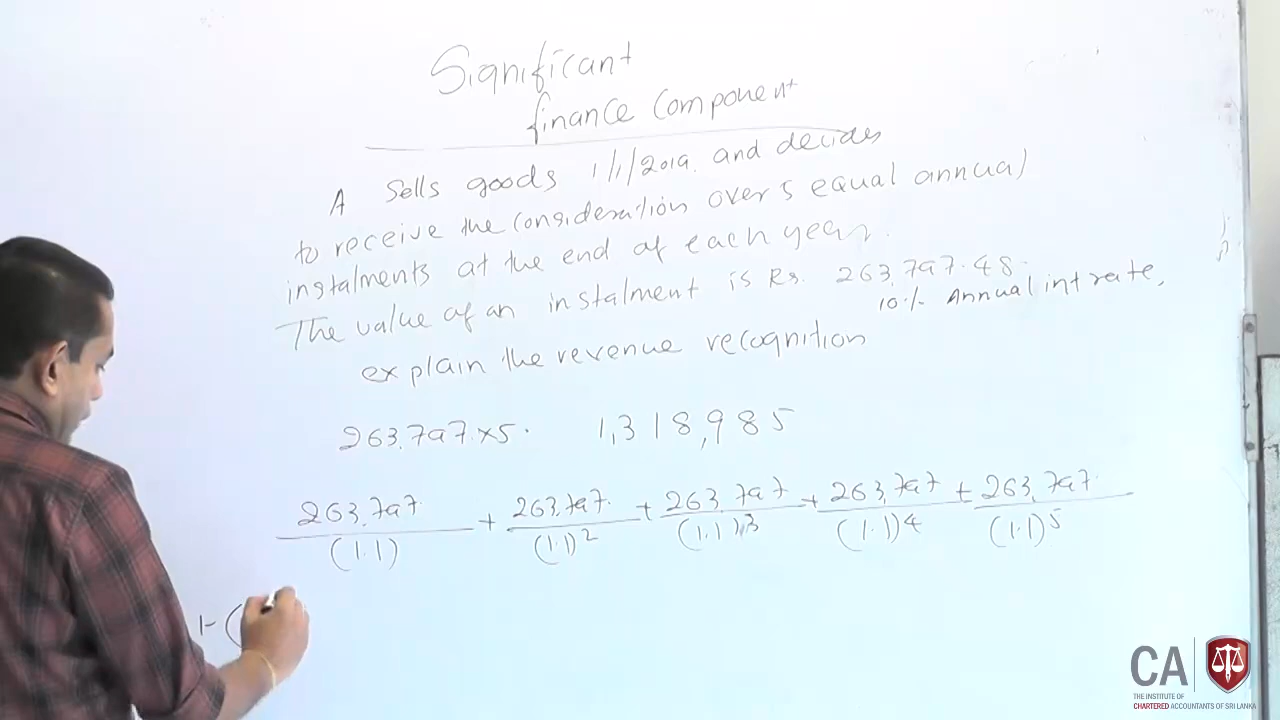 Significant
finance component
A sells goods 1/1/2019. and decides
to receive the consideration over 5 equal annual
instalments at the end of each year.
The value of an instalment is Rs. 263,797.48
10% Annual int rate,
explain the revenue recognition
263,797 x 5. 1,318,985
263,797 + 263,797 + 263,797 + 263,797 + 263,797
(1.1) (1.1)2 (1.1)3 (1.1)4 (1.1)5
1- (
CA
THE INSTITUTE OF
CHARTERED ACCOUNTANTS OF SRI LANKA